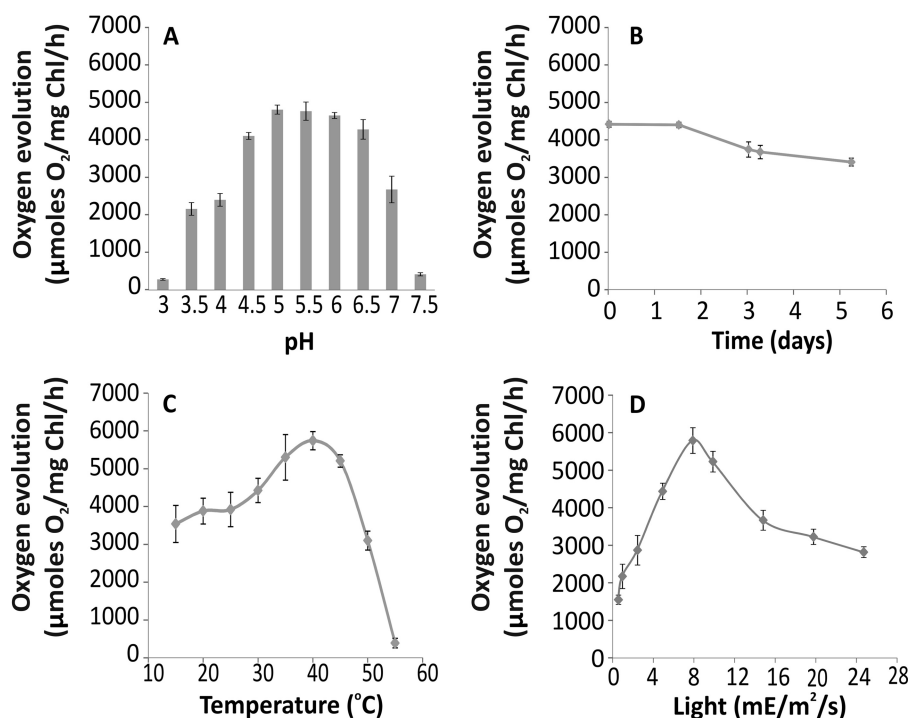 A
Oxygen evolution
(μmoles O₂/mg Chl/h)
7000
6000
5000
4000
3000
2000
1000
0
3 3.5 4 4.5 5 5.5 6 6.5 7 7.5
pH
B
Oxygen evolution
(μmoles O₂/mg Chl/h)
7000
6000
5000
4000
3000
2000
1000
0
0 1 2 3 4 5 6
Time (days)
C
Oxygen evolution
(μmoles O₂/mg Chl/h)
7000
6000
5000
4000
3000
2000
1000
0
10 20 30 40 50 60
Temperature (°C)
D
Oxygen evolution
(μmoles O₂/mg Chl/h)
7000
6000
5000
4000
3000
2000
1000
0
0 4 8 12 16 20 24 28
Light (mE/m²/s)